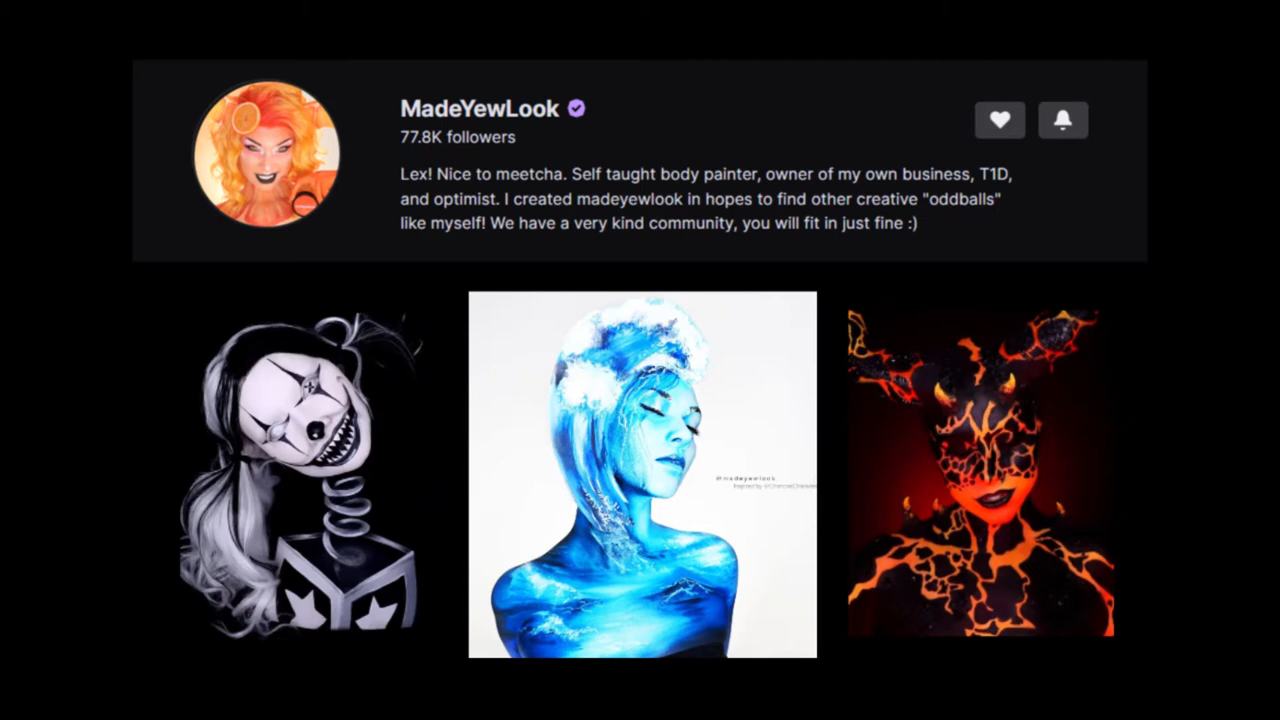 MadeYewLook
77.8K followers
Lex! Nice to meetcha. Self taught body painter, owner of my own business, T1D,
and optimist. I created madeyewlook in hopes to find other creative "oddballs"
like myself! We have a very kind community, you will fit in just fine :)
@madeyewlook